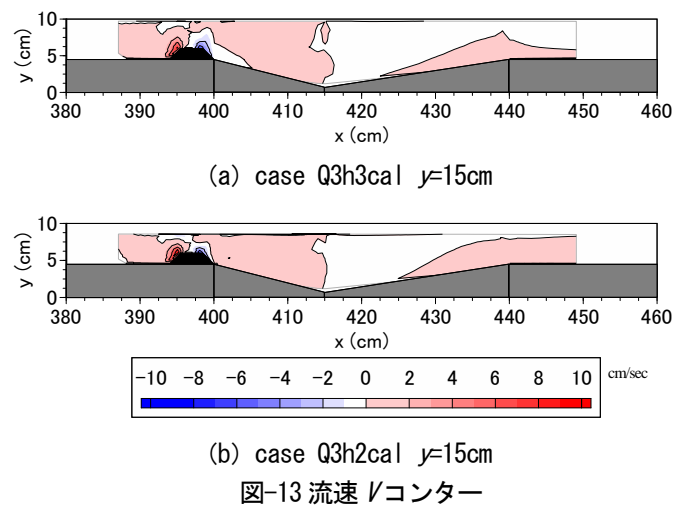 10
5
0
y (cm)
380 390 400 410 420 430 440 450 460
x (cm)
(a) case Q3h3cal y=15cm
10
5
0
y (cm)
380 390 400 410 420 430 440 450 460
x (cm)
−10 −8 −6 −4 −2 0 2 4 6 8 10 cm/sec
(b) case Q3h2cal y=15cm
図-13 流速 Vコンター